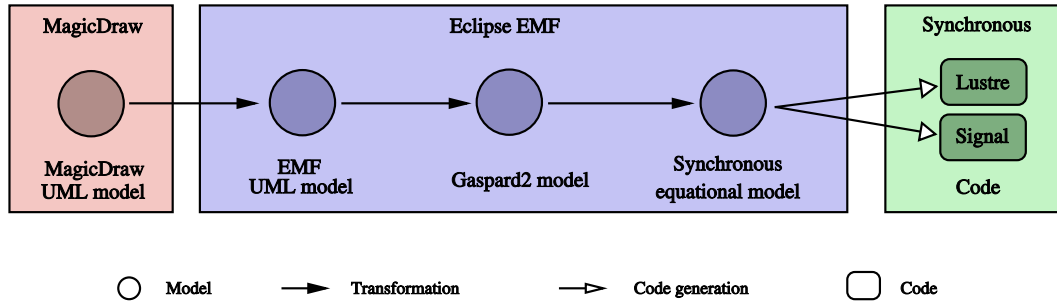 MagicDraw
Eclipse EMF
Synchronous
Lustre
Signal
MagicDraw
UML model
EMF
UML model
Gaspard2 model
Synchronous
equational model
Code
Model
Transformation
Code generation
Code